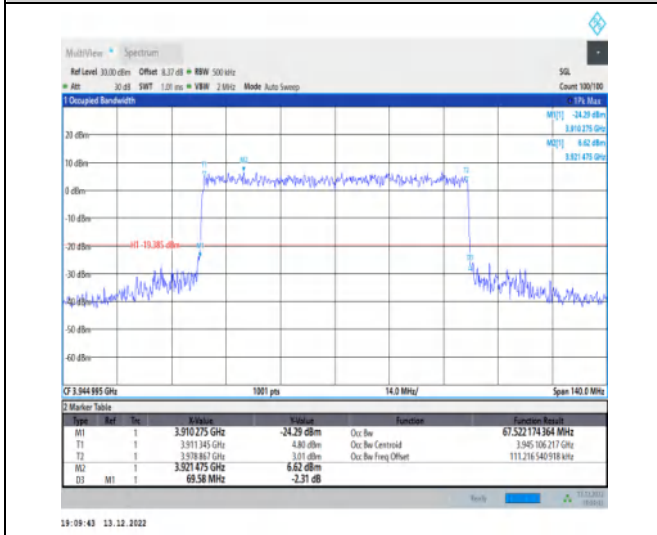 MultiView Spectrum
Ref Level 30.00 dBm Offset 8.37 dB RBW 500 kHz SGL
Att 30 dB SWT 1.01 ms VBW 2 MHz Mode Auto Sweep Count 100/100
1 Occupied Bandwidth 1Pk Max
M1[1] -24.29 dBm
3.910 275 GHz
M2[1] 6.62 dBm
3.921 475 GHz
20 dBm
10 dBm
0 dBm
-10 dBm
-20 dBm
H1 -19.385 dBm
-30 dBm
-40 dBm
-50 dBm
-60 dBm
T1
M2
T2
M1
D3
CF 3.944 995 GHz 1001 pts 14.0 MHz/ Span 140.0 MHz
2 Marker Table
Type Ref Trc X-Value Y-Value Function Function Result
M1 1 3.910 275 GHz -24.29 dBm Occ Bw 67.522 174 364 MHz
T1 1 3.911 345 GHz 4.80 dBm Occ Bw Centroid 3.945 106 217 GHz
T2 1 3.978 867 GHz 3.01 dBm Occ Bw Freq Offset 111.216 540 918 kHz
M2 1 3.921 475 GHz 6.62 dBm
D3 M1 1 69.58 MHz -2.31 dB
Ready 13.12.2022
19:09:43 13.12.2022